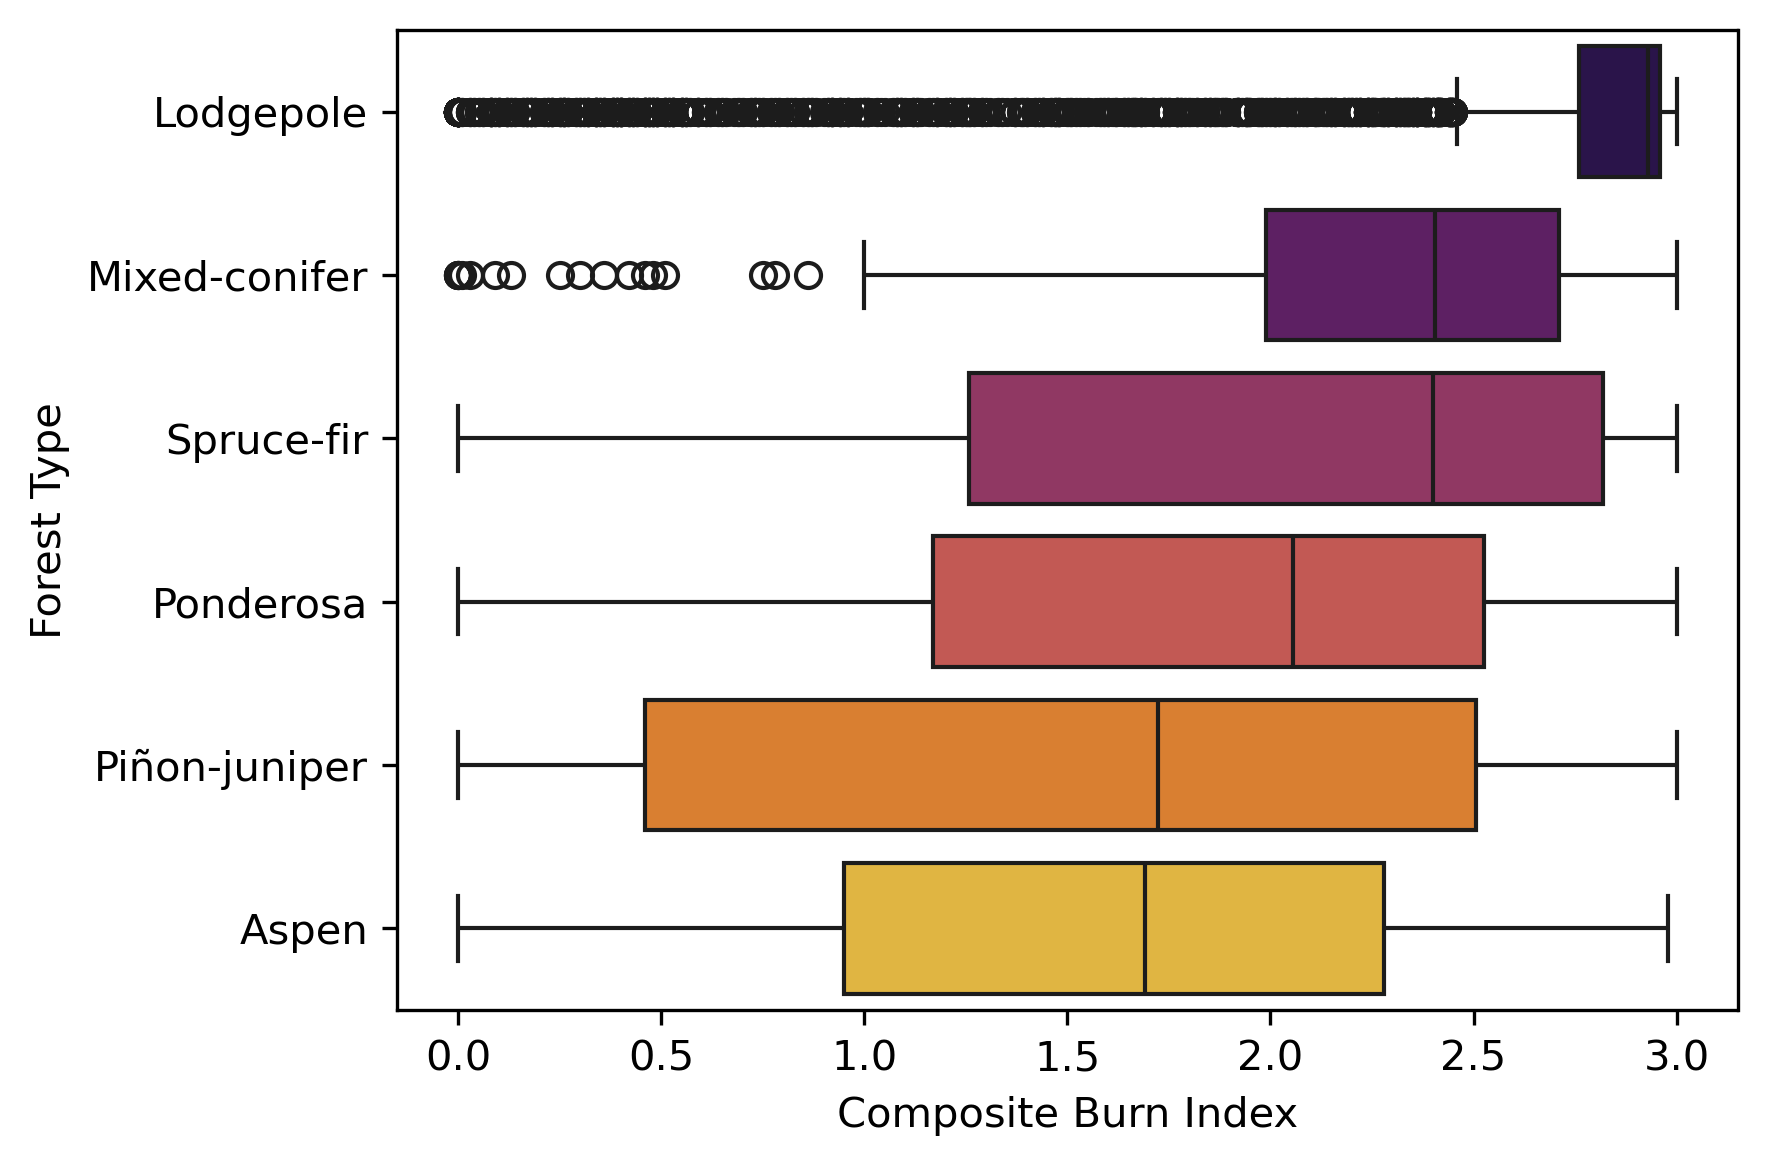 Forest Type
Lodgepole
Mixed-conifer
Spruce-fir
Ponderosa
Piñon-juniper
Aspen
0.0 0.5 1.0 1.5 2.0 2.5 3.0
Composite Burn Index